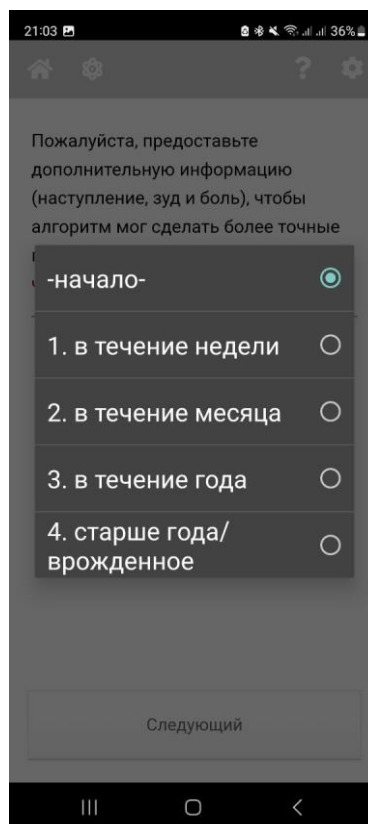 21:03
36%
?
Пожалуйста, предоставьте
дополнительную информацию
(наступление, зуд и боль), чтобы
алгоритм мог сделать более точные
-начало-
1. в течение недели
2. в течение месяца
3. в течение года
4. старше года/
врожденное
Следующий